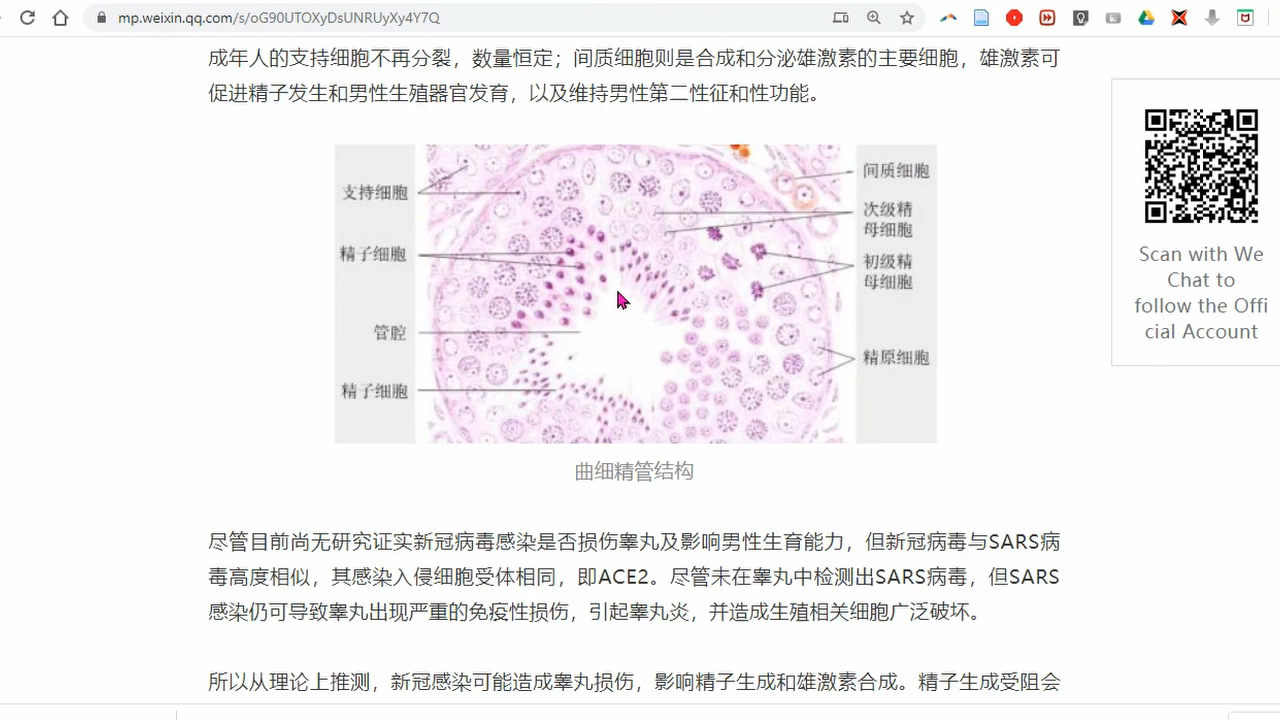 mp.weixin.qq.com/s/oG90UTOXyDsUNRUyXy4Y7Q
成年人的支持细胞不再分裂，数量恒定；间质细胞则是合成和分泌雄激素的主要细胞，雄激素可
促进精子发生和男性生殖器官发育，以及维持男性第二性征和性功能。
支持细胞
精子细胞
管腔
精子细胞
间质细胞
次级精
母细胞
初级精
母细胞
精原细胞
曲细精管结构
尽管目前尚无研究证实新冠病毒感染是否损伤睾丸及影响男性生育能力，但新冠病毒与SARS病
毒高度相似，其感染入侵细胞受体相同，即ACE2。尽管未在睾丸中检测出SARS病毒，但SARS
感染仍可导致睾丸出现严重的免疫性损伤，引起睾丸炎，并造成生殖相关细胞广泛破坏。
所以从理论上推测，新冠感染可能造成睾丸损伤，影响精子生成和雄激素合成。精子生成受阻会
Scan with We
Chat to
follow the Offi
cial Account